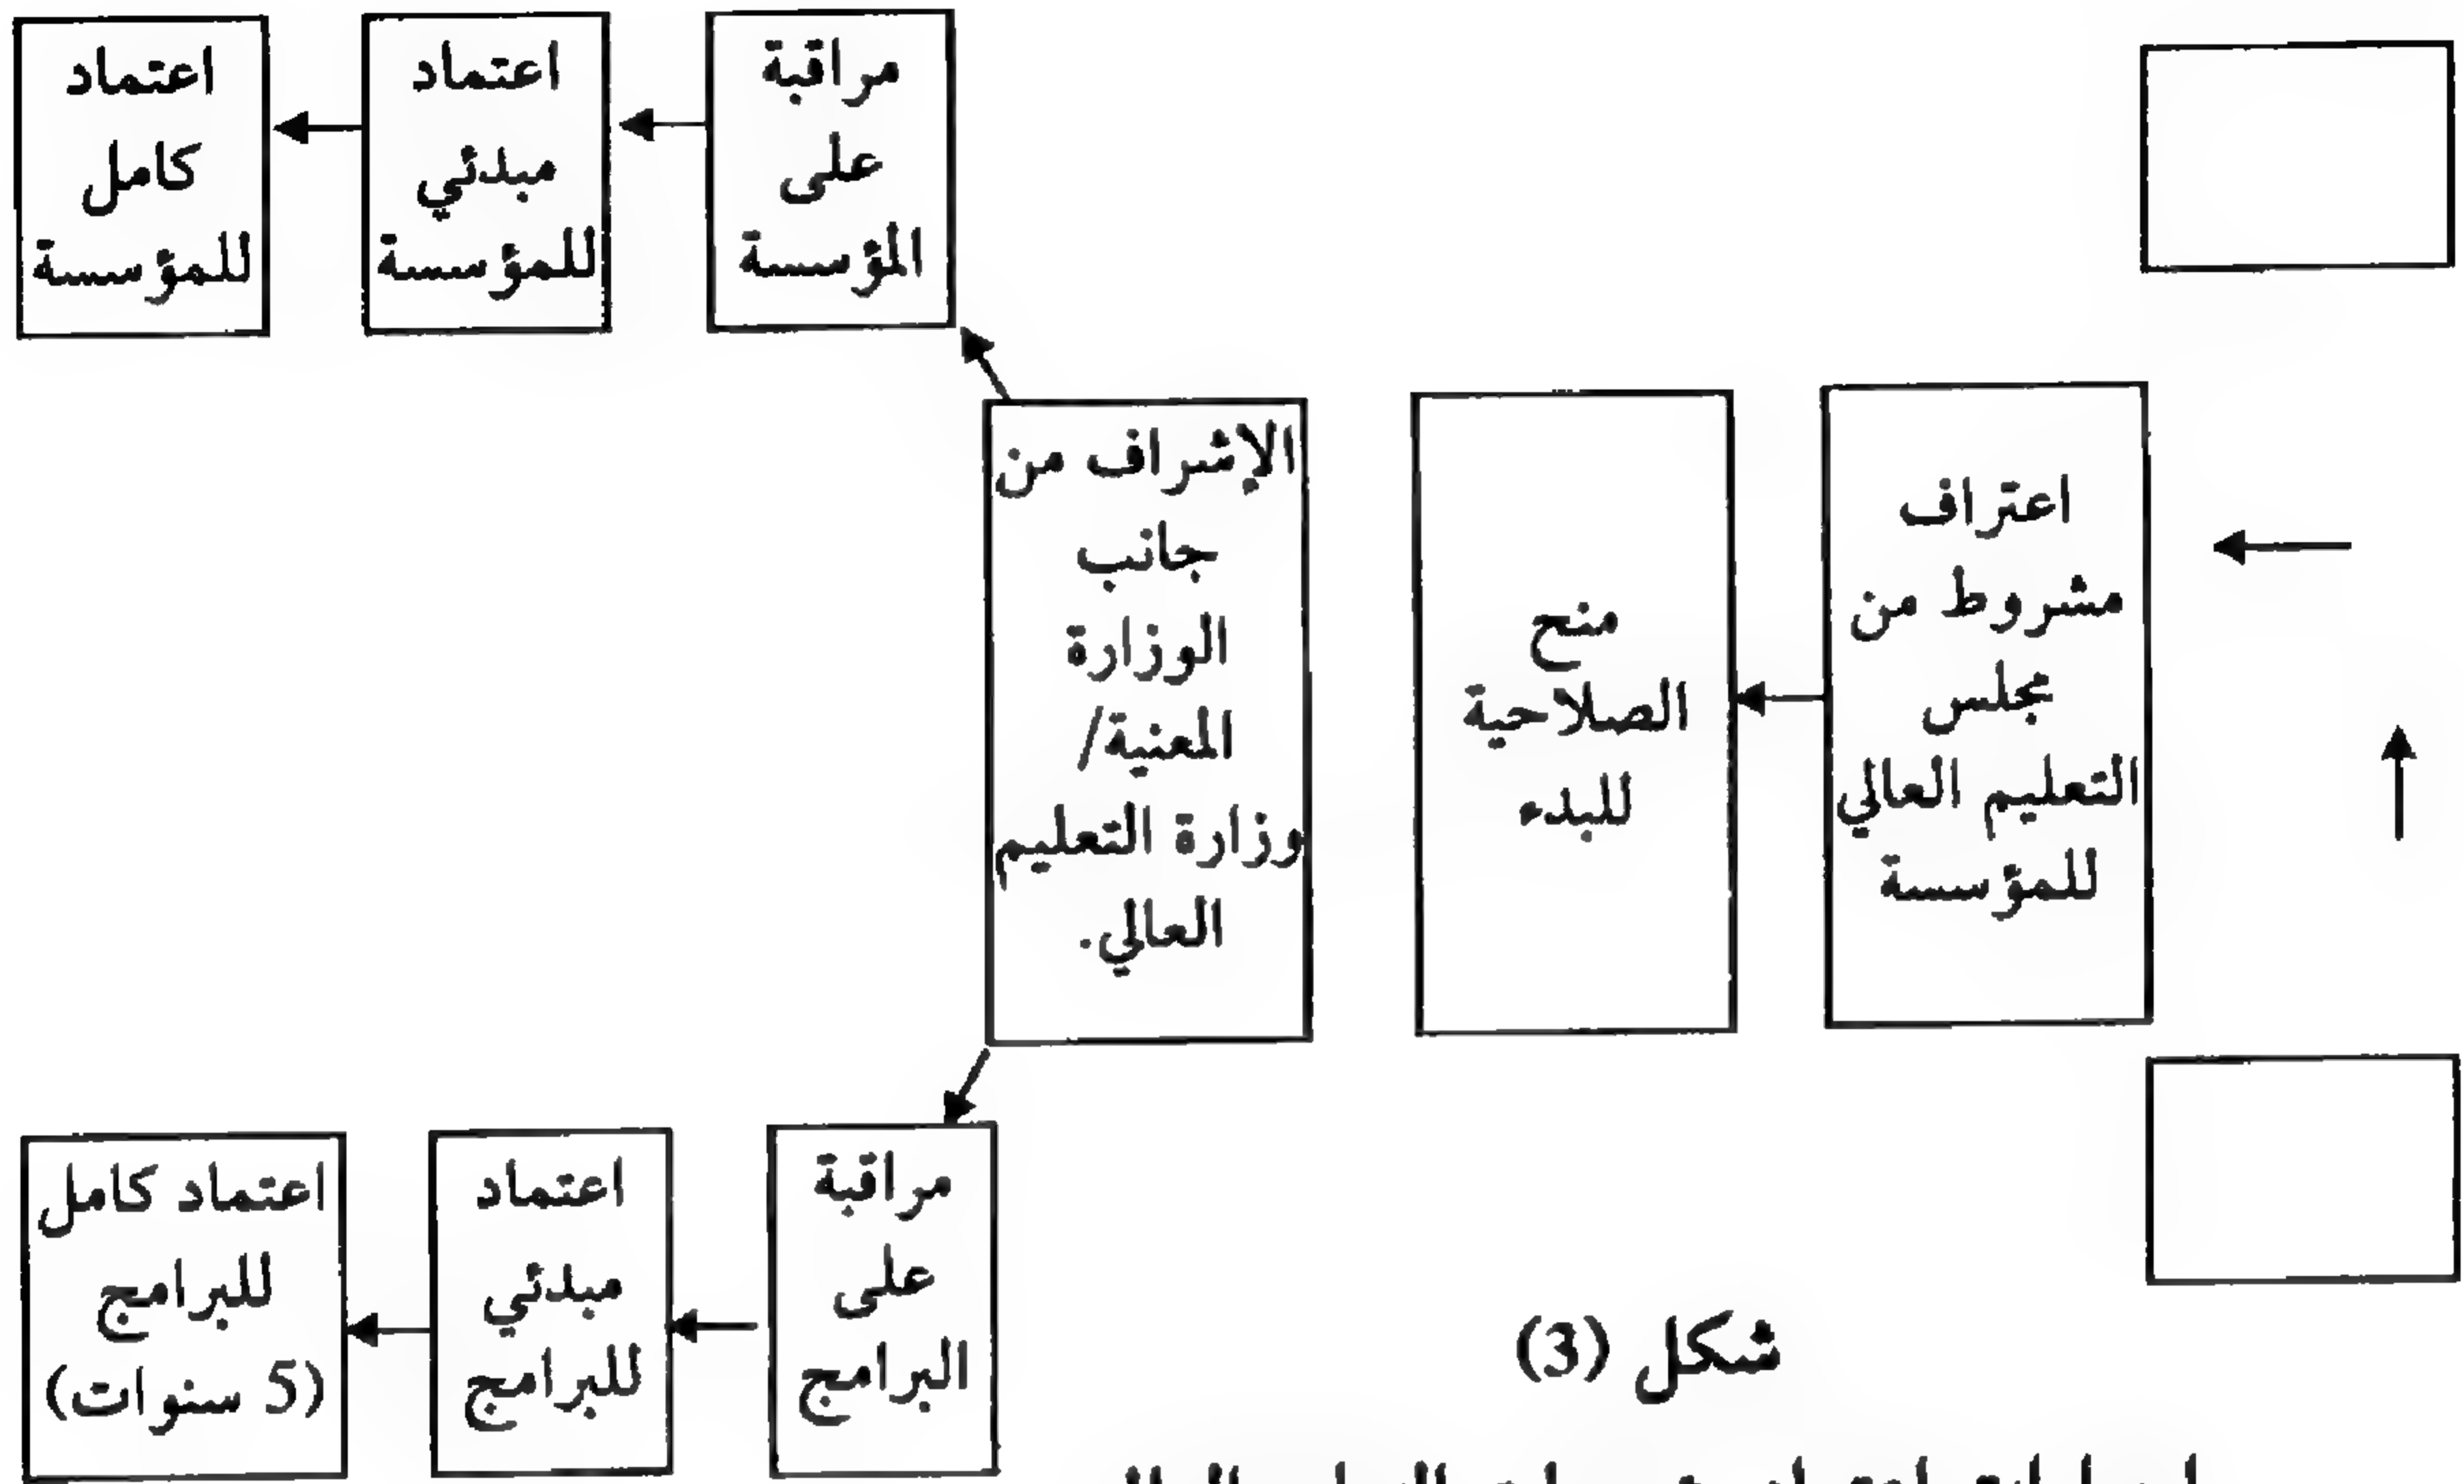 اعتراف
مشروط من
مجلس
التعليم العالي
للمؤسسة
منح
الصلاحية
للبدء
الإشراف من
جانب
الوزارة
المعنية/
وزارة التعليم
العالي.
مراقبة
على
المؤسسة
اعتماد
مبدئي
للمؤسسة
اعتماد
كامل
للمؤسسة
مراقبة
على
البرامج
اعتماد
مبدئي
للبرامج
اعتماد كامل
للبرامج
(5 سنوات)
شكل (3)